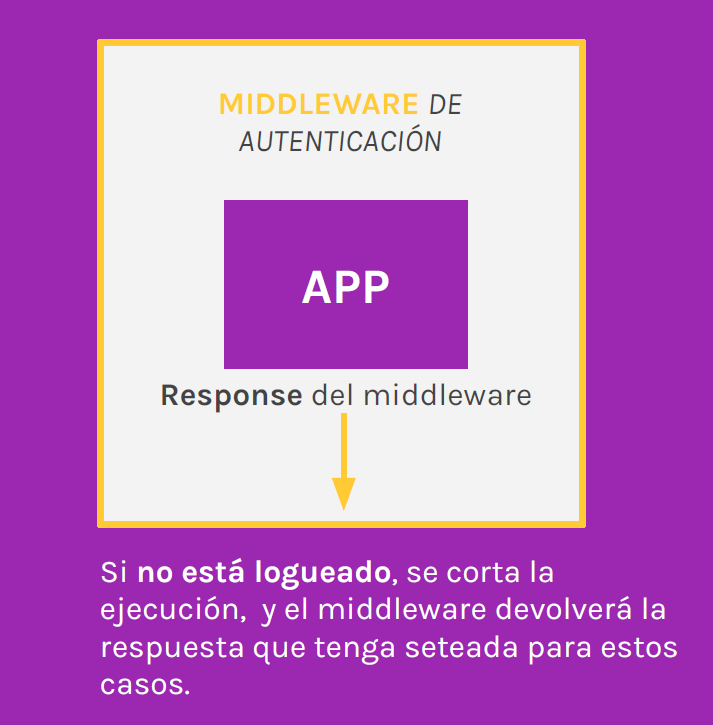 MIDDLEWARE DE
AUTENTICACIÓN
APP
Response del middleware
Si no está logueado, se corta la
ejecución, y el middleware devolverá la
respuesta que tenga seteada para estos
casos.